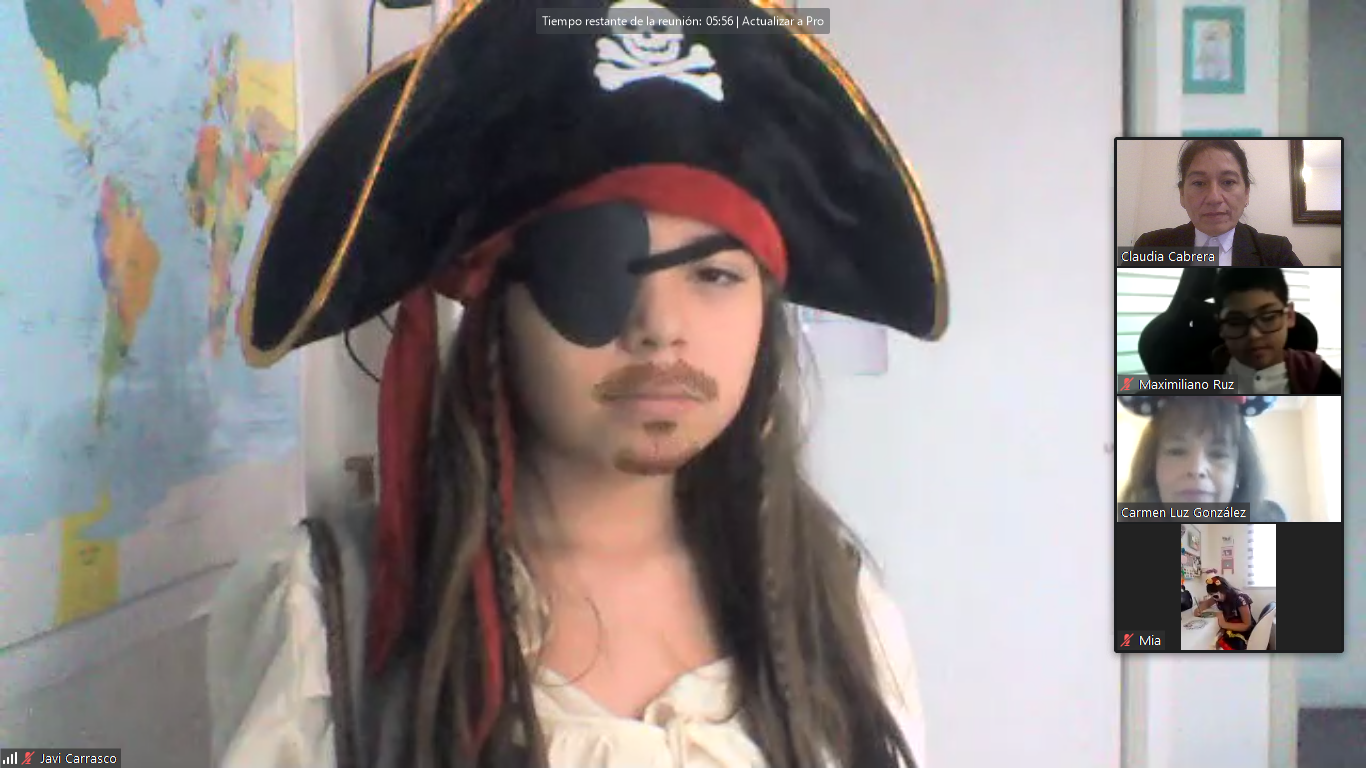 Tiempo restante de la reunión: 05:56 | Actualizar a Pro
Claudia Cabrera
Maximiliano Ruz
Carmen Luz González
Mia
Javi Carrasco